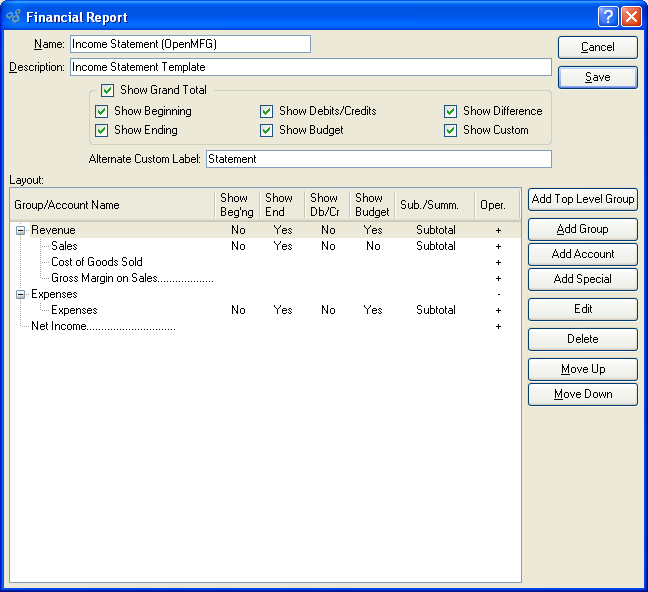 Financial Report
Name: Income Statement (OpenMFG)
Cancel
Description: Income Statement Template
Save
Show Grand Total
Show Beginning Show Debits/Credits Show Difference
Show Ending Show Budget Show Custom
Alternate Custom Label: Statement
Layout:
Group/Account Name Show Beg'ng Show End Show Db/Cr Show Budget Sub./Summ. Oper.
Revenue No Yes No Yes Subtotal +
Sales No Yes No No Subtotal +
Cost of Goods Sold +
Gross Margin on Sales................... +
Expenses -
Expenses No Yes No Yes Subtotal +
Net Income.............................. +
Add Top Level Group
Add Group
Add Account
Add Special
Edit
Delete
Move Up
Move Down